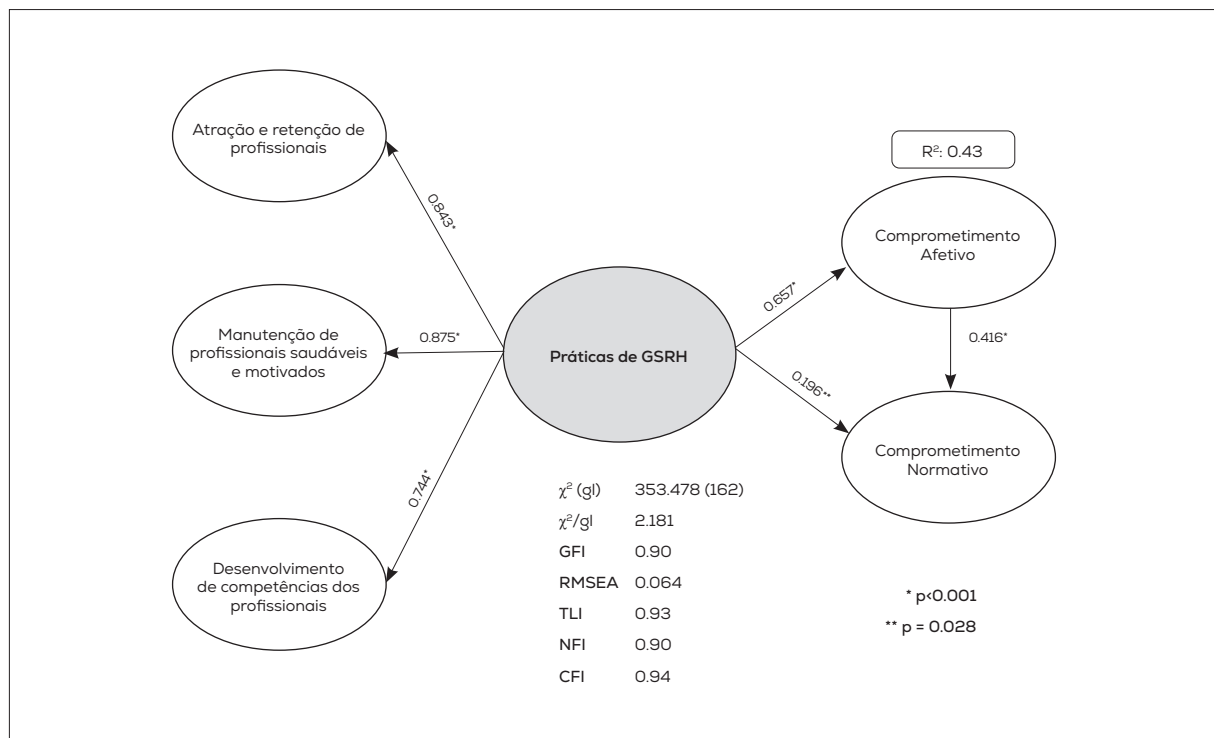 Atração e retenção de
profissionais
0.843*
Manutenção de
profissionais saudáveis
e motivados
0.875*
Desenvolvimento
de competências dos
profissionais
0.744*
Práticas de GSRH
R²: 0.43
Comprometimento
Afetivo
0.657*
0.416*
0.196**
Comprometimento
Normativo
χ² (gl) 353.478 (162)
χ²/gl 2.181
GFI 0.90
RMSEA 0.064
TLI 0.93
NFI 0.90
CFI 0.94
* p<0.001
** p = 0.028